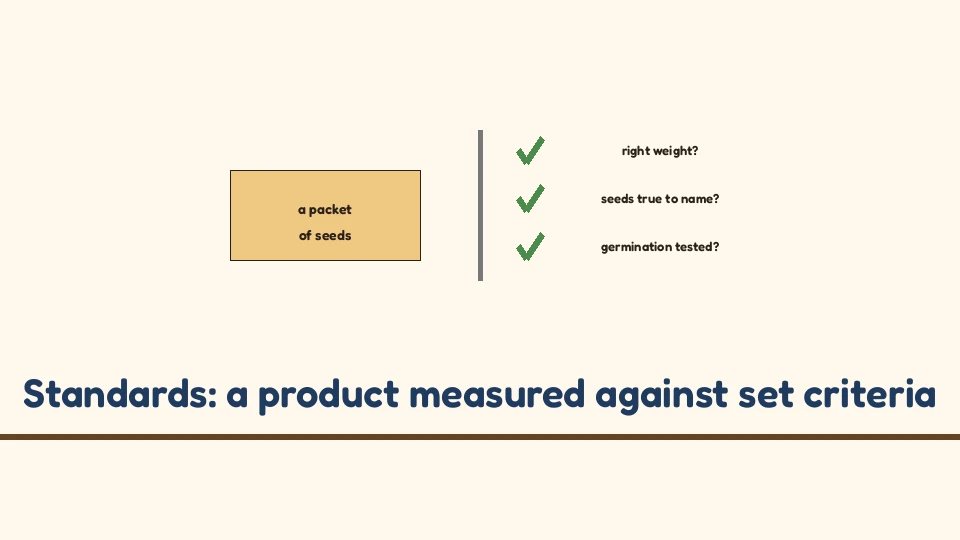 a packet
of seeds
right weight?
seeds true to name?
germination tested?
Standards: a product measured against set criteria